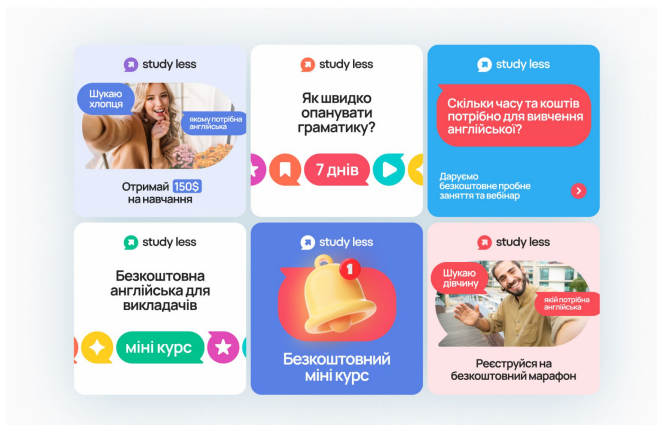 study less
Шукаю
хлопця
якому потрібна
англійська
Отримай 150$
на навчання
study less
Як швидко
опанувати
граматику?
7 днів
study less
Скільки часу та коштів
потрібно для вивчення
англійської?
Даруємо
безкоштовне пробне
заняття та вебінар
study less
Безкоштовна
англійська для
викладачів
міні курс
study less
1
Безкоштовний
міні курс
study less
Шукаю
дівчину
якій потрібна
англійська
Реєструйся на
безкоштовний марафон